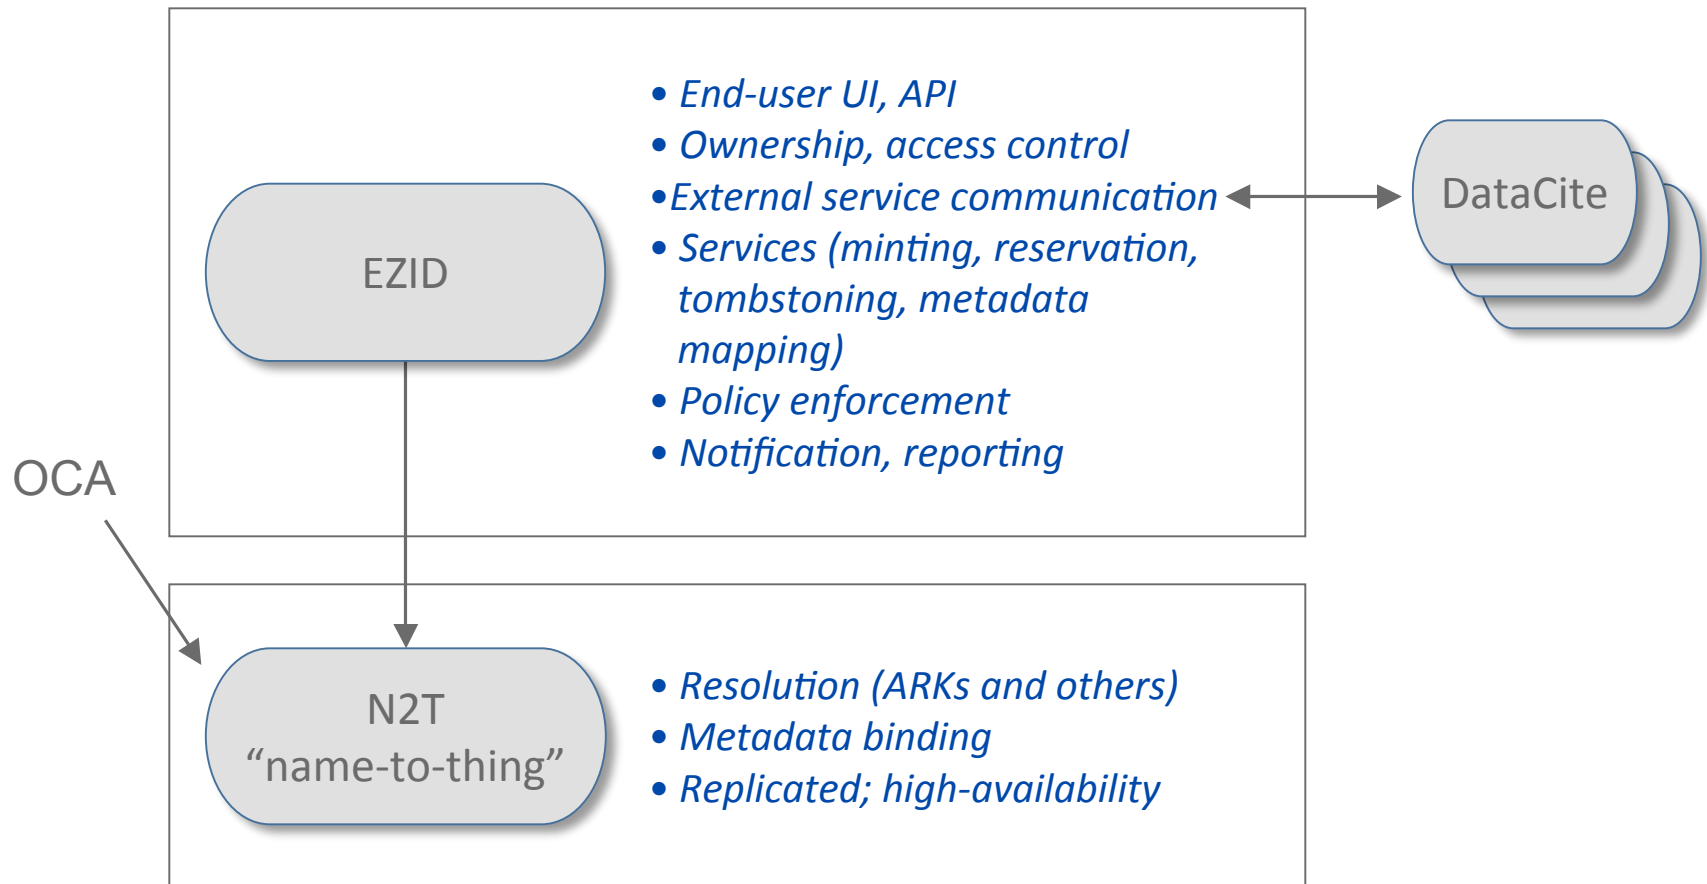 • End-user UI, API
• Ownership, access control
•External service communication
• Services (minting, reservation,
tombstoning, metadata
mapping)
• Policy enforcement
• Notification, reporting
EZID
DataCite
OCA
N2T
“name-to-thing”
• Resolution (ARKs and others)
• Metadata binding
• Replicated; high-availability